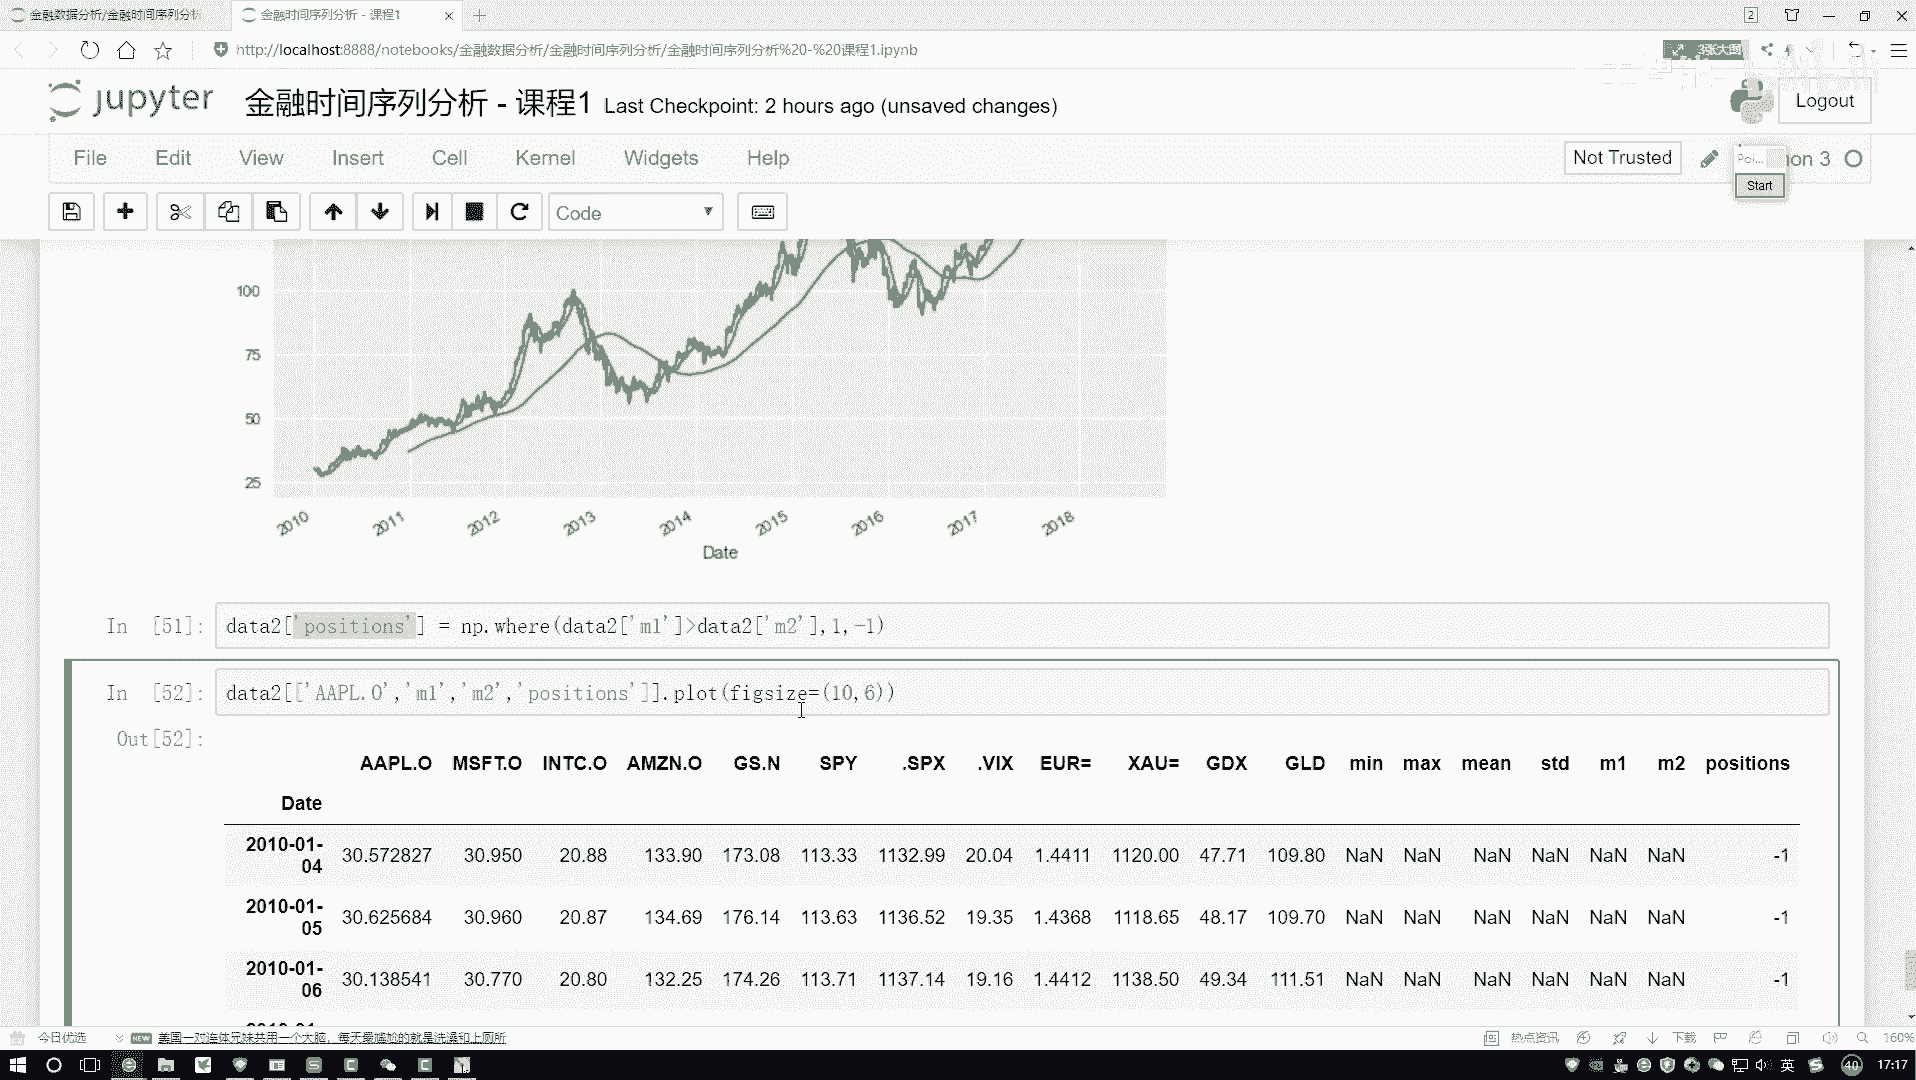 金融数据分析/金融时间序列分析
金融时间序列分析 - 课程1
2
http://localhost:8888/notebooks/金融数据分析/金融时间序列分析/金融时间序列分析%20-%20课程1.ipynb
3张大图
jupyter
金融时间序列分析 - 课程1
Last Checkpoint: 2 hours ago (unsaved changes)
Logout
File Edit View Insert Cell Kernel Widgets Help
Not Trusted
Poi... on 3
Start
Code
100
75
50
25
2010 2011 2012 2013 2014 2015 2016 2017 2018
Date
In [51]: data2['positions'] = np.where(data2['m1']>data2['m2'],1,-1)
In [52]: data2[['AAPL.O','m1','m2','positions']].plot(figsize=(10,6))
Out[52]:
AAPL.O MSFT.O INTC.O AMZN.O GS.N SPY .SPX .VIX EUR= XAU= GDX GLD min max mean std m1 m2 positions
Date
2010-01-04 30.572827 30.950 20.88 133.90 173.08 113.33 1132.99 20.04 1.4411 1120.00 47.71 109.80 NaN NaN NaN NaN NaN NaN -1
2010-01-05 30.625684 30.960 20.87 134.69 176.14 113.63 1136.52 19.35 1.4368 1118.65 48.17 109.70 NaN NaN NaN NaN NaN NaN -1
2010-01-06 30.138541 30.770 20.80 132.25 174.26 113.71 1137.14 19.16 1.4412 1138.50 49.34 111.51 NaN NaN NaN NaN NaN NaN -1
今日优选
NEW 美国一对连体兄妹共用一个大脑，每天最尴尬的就是洗澡和上厕所
热点资讯
下载
160%
英
40
17:17